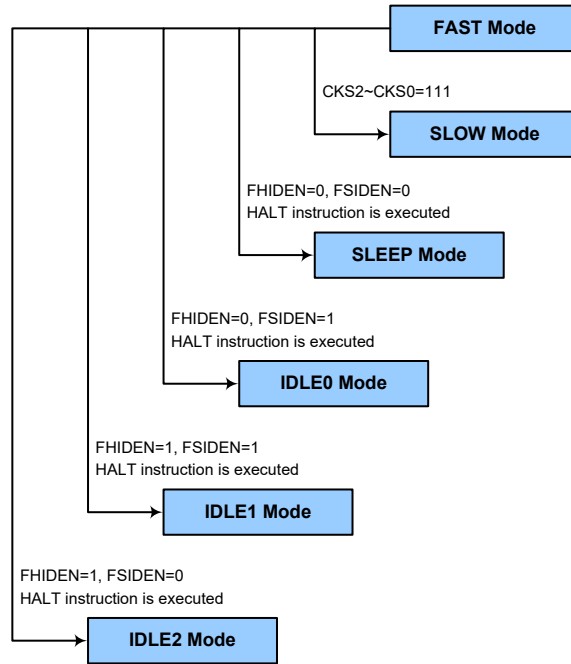 FAST Mode
CKS2~CKS0=111
SLOW Mode
FHIDEN=0, FSIDEN=0
HALT instruction is executed
SLEEP Mode
FHIDEN=0, FSIDEN=1
HALT instruction is executed
IDLE0 Mode
FHIDEN=1, FSIDEN=1
HALT instruction is executed
IDLE1 Mode
FHIDEN=1, FSIDEN=0
HALT instruction is executed
IDLE2 Mode